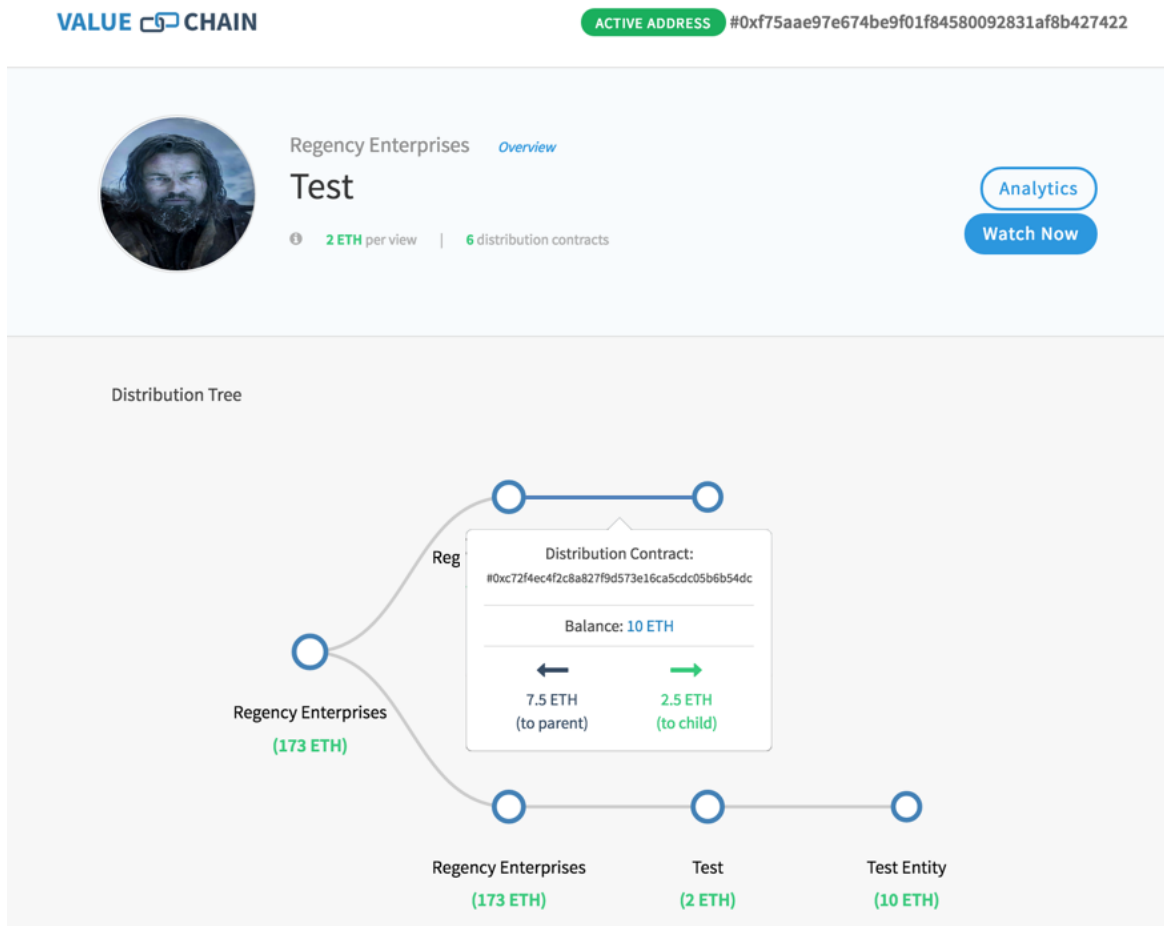 VALUE CHAIN
ACTIVE ADDRESS #0xf75aae97e674be9f01f84580092831af8b427422
Regency Enterprises Overview
Test
2 ETH per view | 6 distribution contracts
Analytics
Watch Now
Distribution Tree
Reg
Distribution Contract:
#0xc72f4ec4f2c8a827f9d573e16ca5cdc05b6b54dc
Balance: 10 ETH
7.5 ETH 2.5 ETH
(to parent) (to child)
Regency Enterprises
(173 ETH)
Regency Enterprises Test Test Entity
(173 ETH) (2 ETH) (10 ETH)